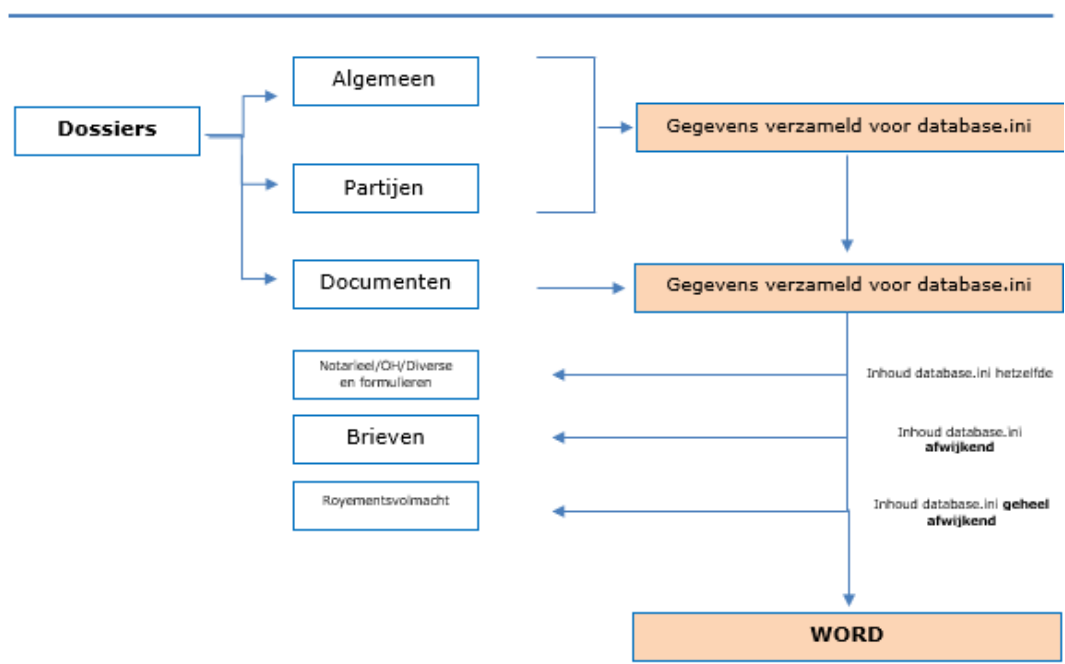 Algemeen
Dossiers
Gegevens verzameld voor database.ini
Partijen
Documenten
Gegevens verzameld voor database.ini
Notarieel/OH/Diverse
en formulieren
Inhoud database.ini hetzelfde
Brieven
Inhoud database.ini
afwijkend
Royementsvolmacht
Inhoud database.ini geheel
afwijkend
WORD